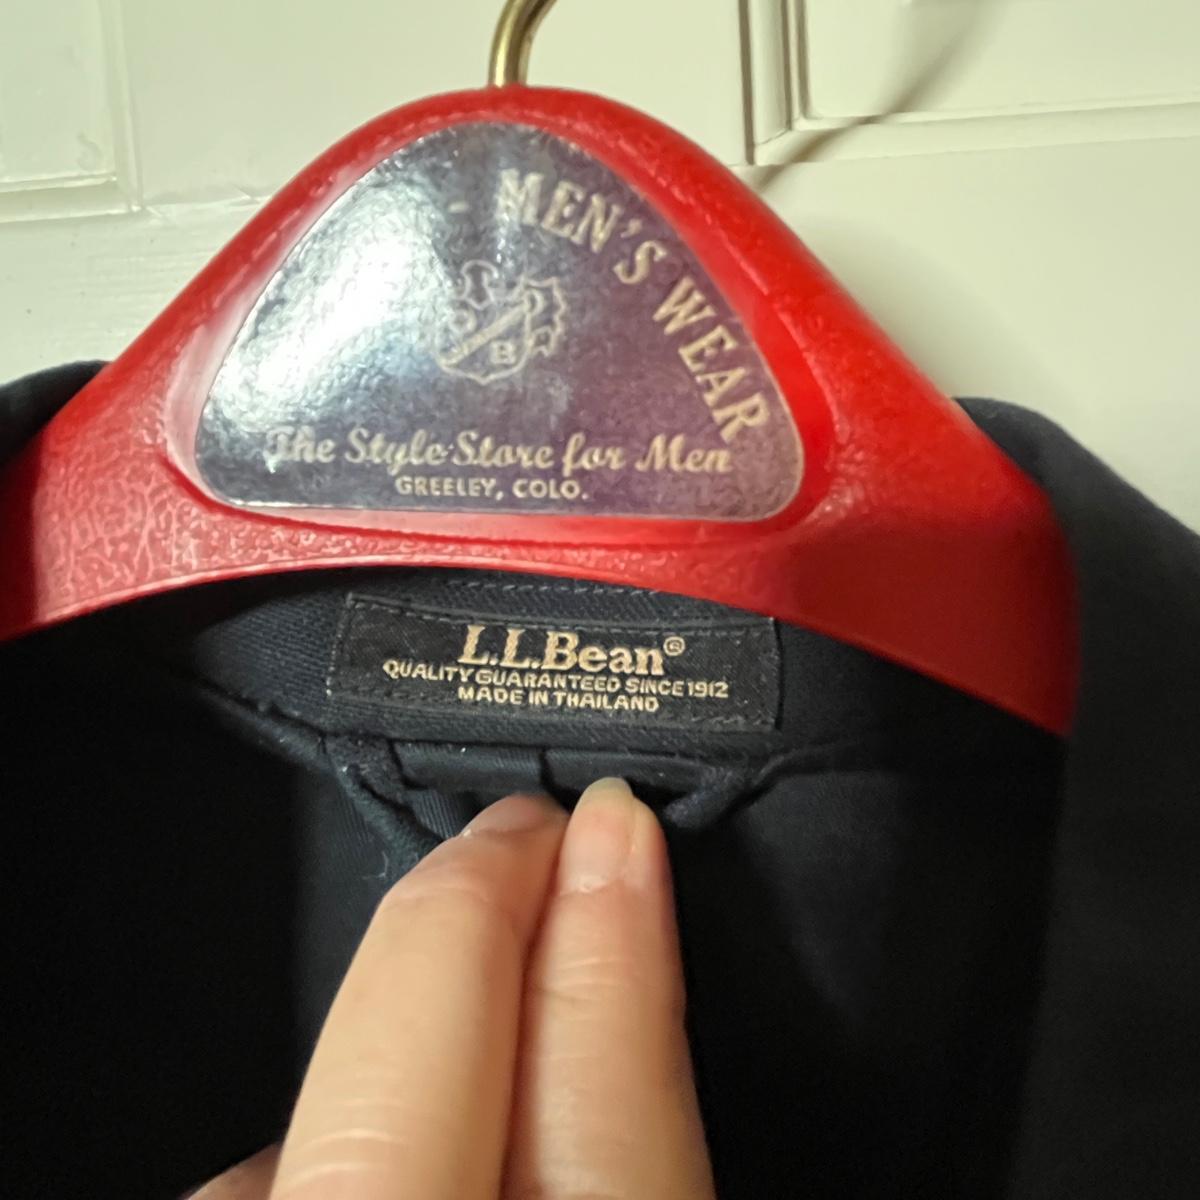 - MEN'S WEAR
B
The Style Store for Men
GREELEY, COLO.
L.L.Bean®
QUALITY GUARANTEED SINCE 1912
MADE IN THAILAND